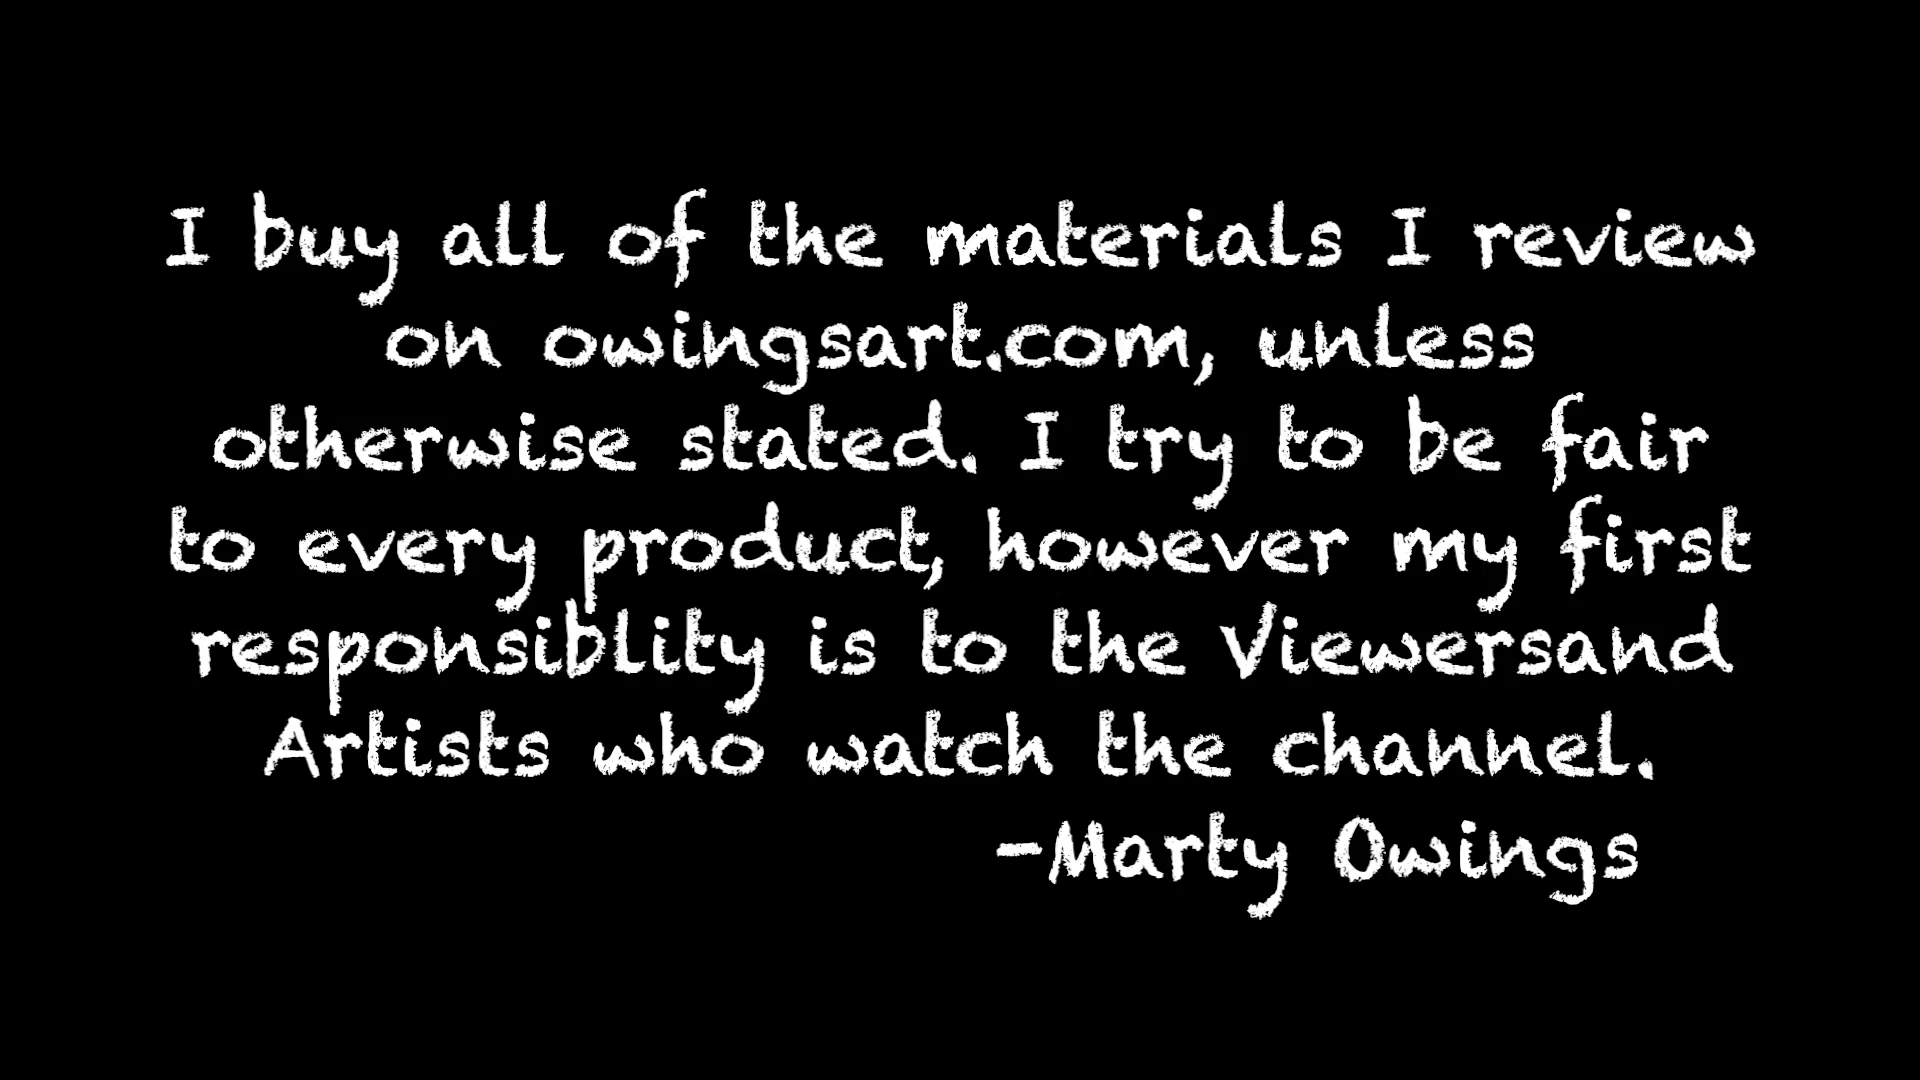 I buy all of the materials I review
on owingsart.com, unless
otherwise stated. I try to be fair
to every product, however my first
responsiblity is to the Viewersand
Artists who watch the channel.
-Marty Owings